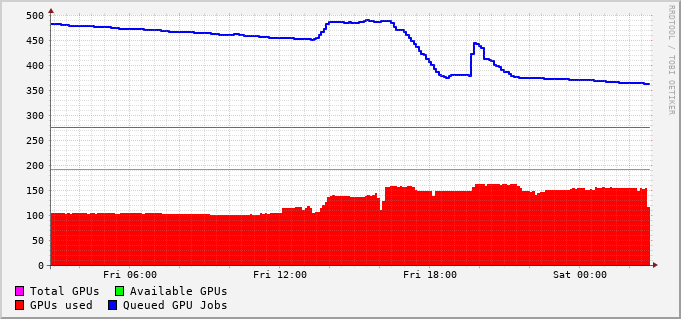 500
450
400
350
300
250
200
150
100
50
0
Fri 06:00 Fri 12:00 Fri 18:00 Sat 00:00
Total GPUs Available GPUs
GPUs used Queued GPU Jobs
RRDTOOL / TOBI OETIKER